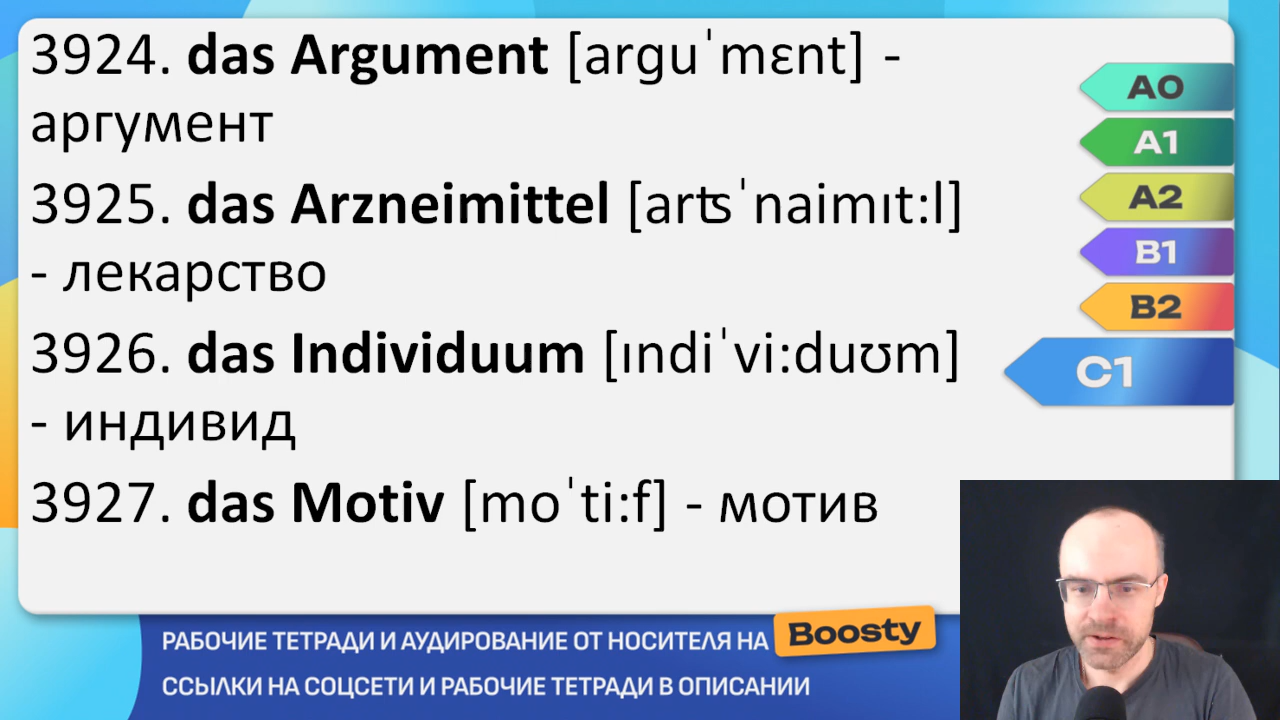 3924. das Argument [arguˈmɛnt] -
аргумент
3925. das Arzneimittel [arʦˈnaimɪt:l]
- лекарство
3926. das Individuum [ɪndiˈvi:duʊm]
- индивид
3927. das Motiv [moˈti:f] - мотив
A0
A1
A2
B1
B2
C1
РАБОЧИЕ ТЕТРАДИ И АУДИРОВАНИЕ ОТ НОСИТЕЛЯ НА Boosty
ССЫЛКИ НА СОЦСЕТИ И РАБОЧИЕ ТЕТРАДИ В ОПИСАНИИ